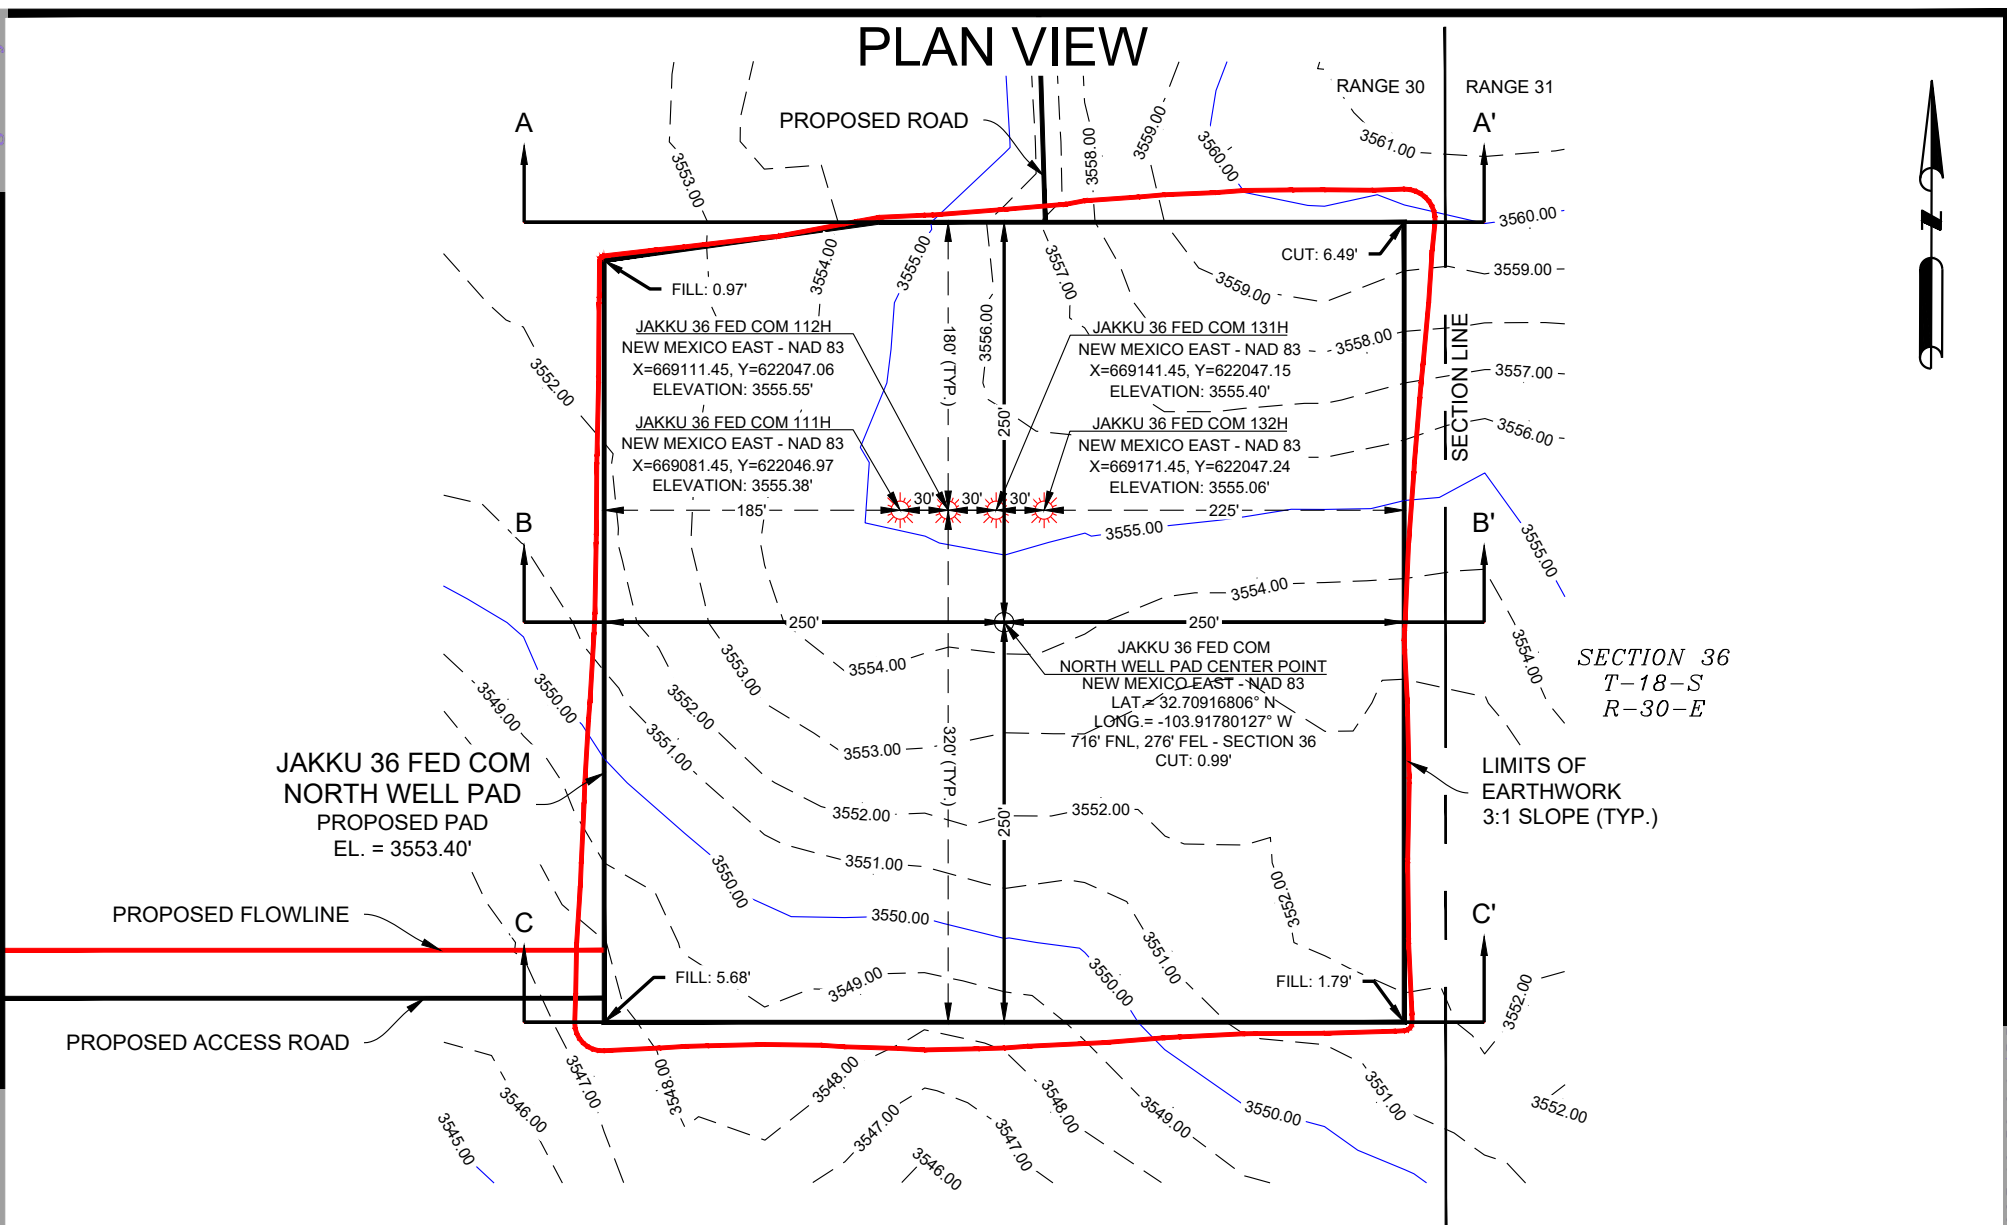 PLAN VIEW
RANGE 30
RANGE 31
A
A'
PROPOSED ROAD
3553.00
3559.00
3558.00
3560.00
3561.00
3560.00
3554.00
3555.00
3557.00
CUT: 6.49'
3559.00
3559.00
N
FILL: 0.97'
JAKKU 36 FED COM 112H
NEW MEXICO EAST - NAD 83
X=669111.45, Y=622047.06
ELEVATION: 3555.55'
180' (TYP.)
3556.00
JAKKU 36 FED COM 131H
NEW MEXICO EAST - NAD 83
X=669141.45, Y=622047.15
ELEVATION: 3555.40'
3558.00
3557.00
SECTION LINE
3552.00
JAKKU 36 FED COM 111H
NEW MEXICO EAST - NAD 83
X=669081.45, Y=622046.97
ELEVATION: 3555.38'
250'
JAKKU 36 FED COM 132H
NEW MEXICO EAST - NAD 83
X=669171.45, Y=622047.24
ELEVATION: 3555.06'
3556.00
185'
30'
30'
30'
225'
B
B'
3555.00
3555.00
3554.00
250'
250'
JAKKU 36 FED COM
NORTH WELL PAD CENTER POINT
NEW MEXICO EAST - NAD 83
LAT.= 32.70916806° N
LONG.= -103.91780127° W
716' FNL, 276' FEL - SECTION 36
CUT: 0.99'
3554.00
3554.00
SECTION 36
T-18-S
R-30-E
3553.00
3550.00
3549.00
3552.00
3551.00
3553.00
320' (TYP.)
JAKKU 36 FED COM
NORTH WELL PAD
PROPOSED PAD
EL. = 3553.40'
LIMITS OF
EARTHWORK
3:1 SLOPE (TYP.)
3552.00
250'
3552.00
3551.00
3550.00
3552.00
PROPOSED FLOWLINE
C
C'
3550.00
3551.00
3550.00
FILL: 5.68'
3549.00
FILL: 1.79'
3552.00
PROPOSED ACCESS ROAD
3547.00
3548.00
3548.00
3548.00
3551.00
3546.00
3549.00
3550.00
3552.00
3545.00
3547.00
3547.00
3546.00